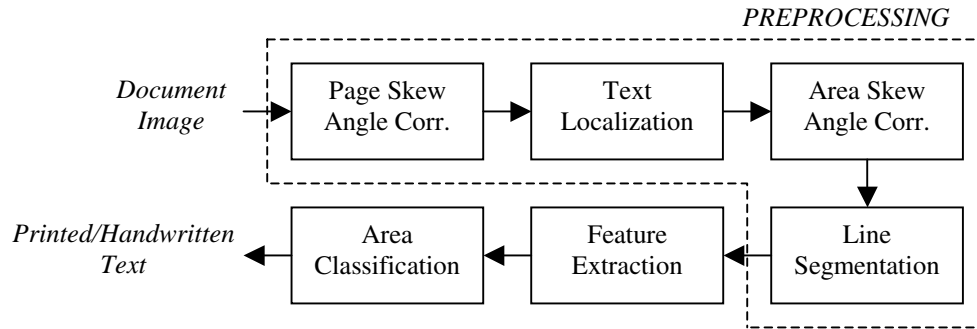 PREPROCESSING
Document
Image
Page Skew
Angle Corr.
Text
Localization
Area Skew
Angle Corr.
Line
Segmentation
Feature
Extraction
Area
Classification
Printed/Handwritten
Text